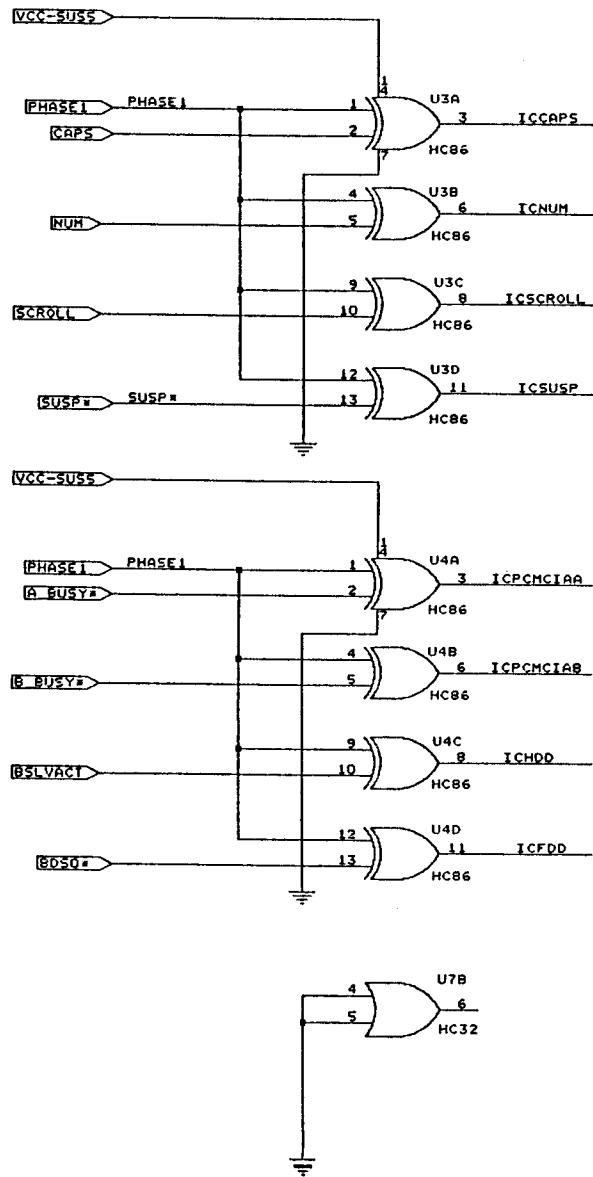 VCC-SUS5
14
U3A
PHASE1 PHASE1 1
CAPS 2 3 ICCAPS
7 HC86
U3B
4
NUM 5 6 ICNUM
HC86
U3C
9
SCROLL 10 8 ICSCROLL
HC86
U3D
12
SUSP* SUSP* 13 11 ICSUSP
HC86
VCC-SUS5
14
U4A
PHASE1 PHASE1 1
A_BUSY* 2 3 ICPCMCIAA
7 HC86
U4B
4
B_BUSY* 5 6 ICPCMCIAB
HC86
U4C
9
BSLVACT 10 8 ICHDD
HC86
U4D
12
13 11 ICFDD
HC86
U7B
4
5 6
HC32